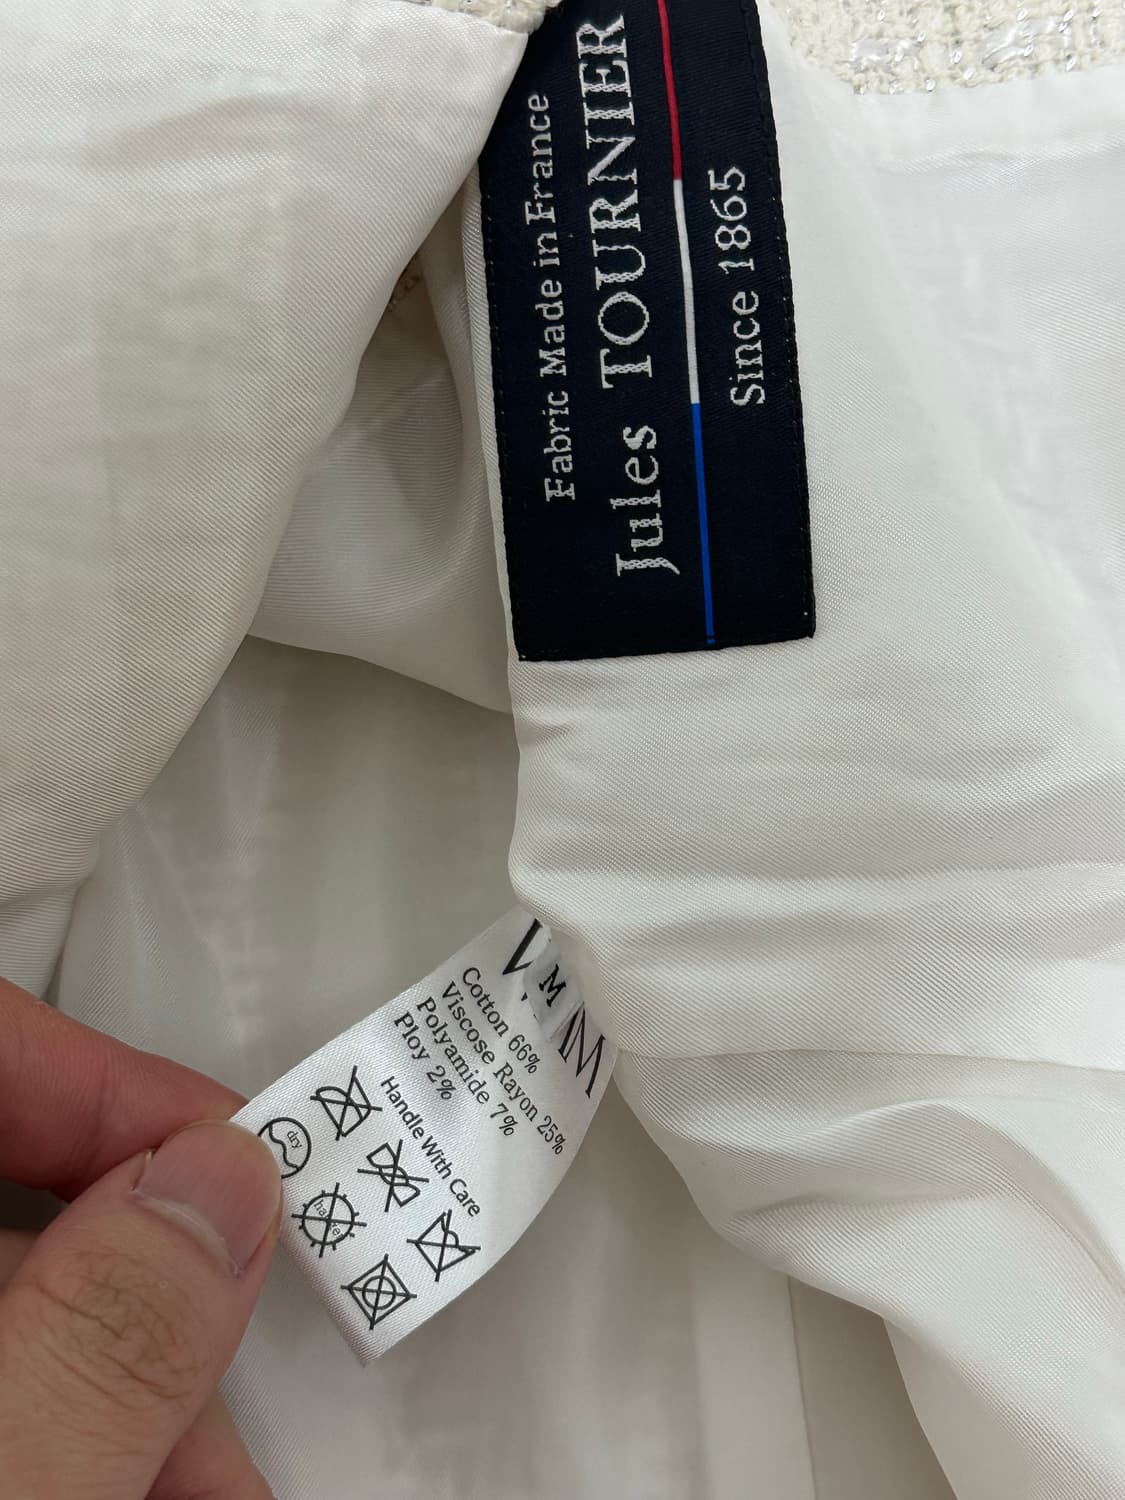 Fabric Made in France
Jules TOURNIER
Since 1865
M
Cotton 66%
Viscose Rayon 25%
Polyamide 7%
Ploy 2%
Handle With Care
dry